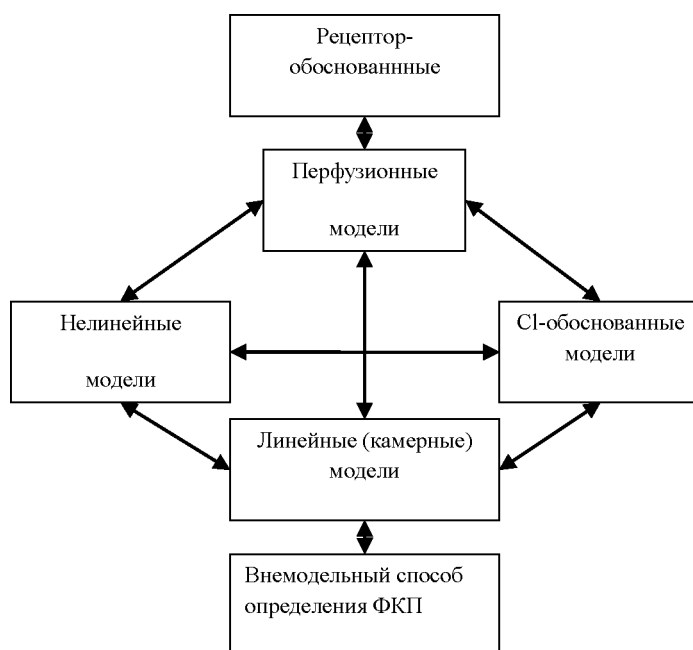 Рецептор-
обоснованнные
Перфузионные
модели
Нелинейные
модели
Cl-обоснованные
модели
Линейные (камерные)
модели
Внемодельный способ
определения ФКП